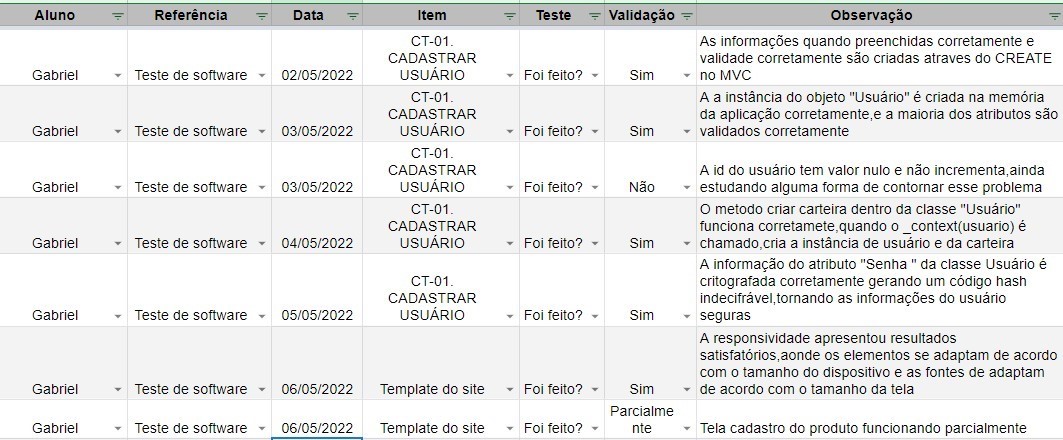 Aluno Referência Data Item Teste Validação Observação
CT-01.
CADASTRAR
USUÁRIO
As informações quando preenchidas corretamente e
validade corretamente são criadas atraves do CREATE
no MVC
Gabriel Teste de software 02/05/2022 Foi feito? Sim
CT-01.
CADASTRAR
USUÁRIO
A a instância do objeto "Usuário" é criada na memória
da aplicação corretamente,e a maioria dos atributos são
validados corretamente
Gabriel Teste de software 03/05/2022 Foi feito? Sim
CT-01.
CADASTRAR
USUÁRIO
A id do usuário tem valor nulo e não incrementa,ainda
estudando alguma forma de contornar esse problema
Gabriel Teste de software 03/05/2022 Foi feito? Não
CT-01.
CADASTRAR
USUÁRIO
O metodo criar carteira dentro da classe "Usuário"
funciona corretamete,quando o _context(usuario) é
chamado,cria a instância de usuário e da carteira
Gabriel Teste de software 04/05/2022 Foi feito? Sim
CT-01.
CADASTRAR
USUÁRIO
A informação do atributo "Senha " da classe Usuário é
critografada corretamente gerando um código hash
indecifrável,tornando as informações do usuário
seguras
Gabriel Teste de software 05/05/2022 Foi feito? Sim
A responsividade apresentou resultados
satisfatórios,aonde os elementos se adaptam de acordo
com o tamanho do dispositivo e as fontes de adaptam
de acordo com o tamanho da tela
Gabriel Teste de software 06/05/2022 Template do site Foi feito? Sim
Parcialme
nte
Gabriel Teste de software 06/05/2022 Template do site Foi feito? Tela cadastro do produto funcionando parcialmente